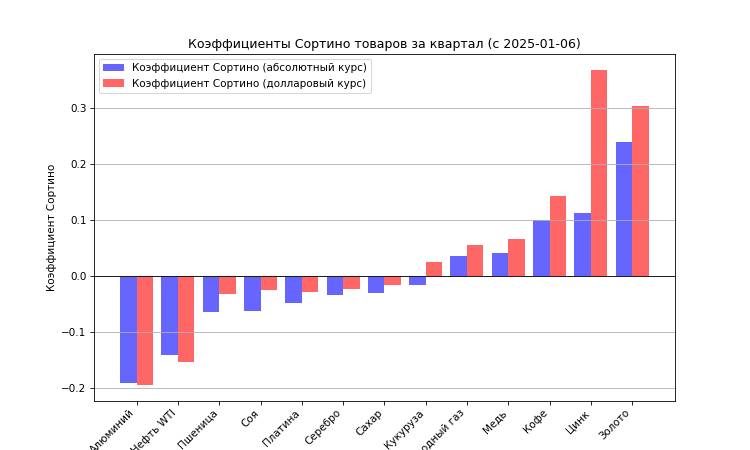 Коэффициенты Сортино товаров за квартал (с 2025-01-06)
Коэффициент Сортино (абсолютный курс)
Коэффициент Сортино (долларовый курс)
Коэффициент Сортино
0.3
0.2
0.1
0.0
−0.1
−0.2
Алюминий
Нефть WTI
Пшеница
Соя
Платина
Серебро
Сахар
Кукуруза
газ
Медь
Кофе
Цинк
Золото